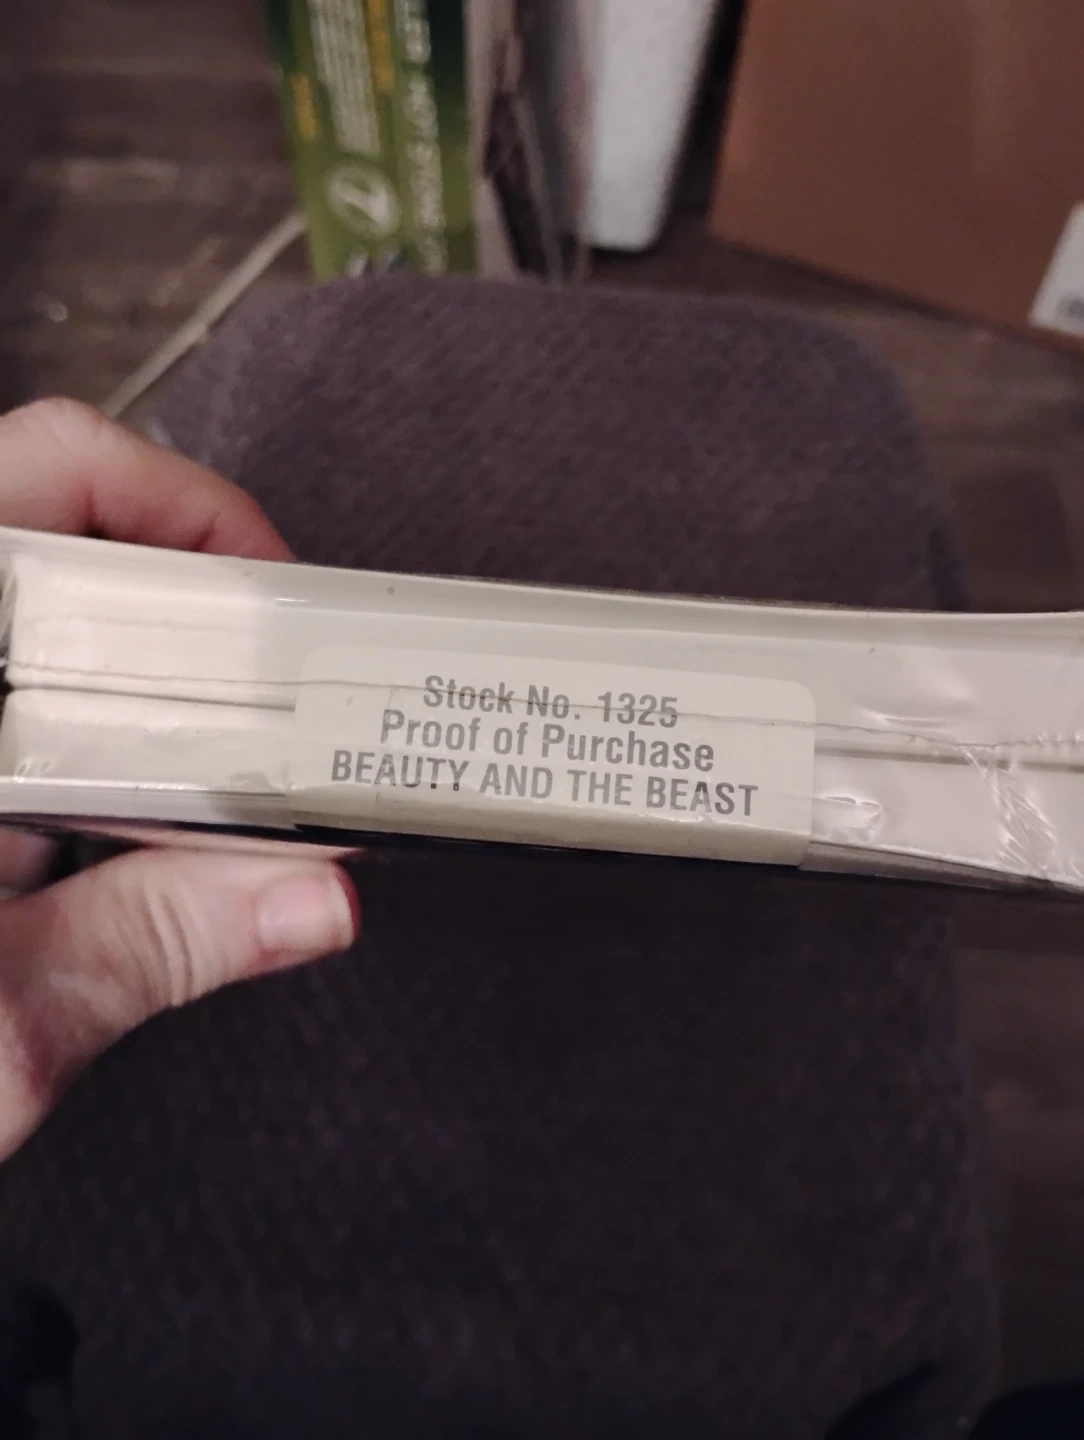 Stock No. 1325
Proof of Purchase
BEAUTY AND THE BEAST